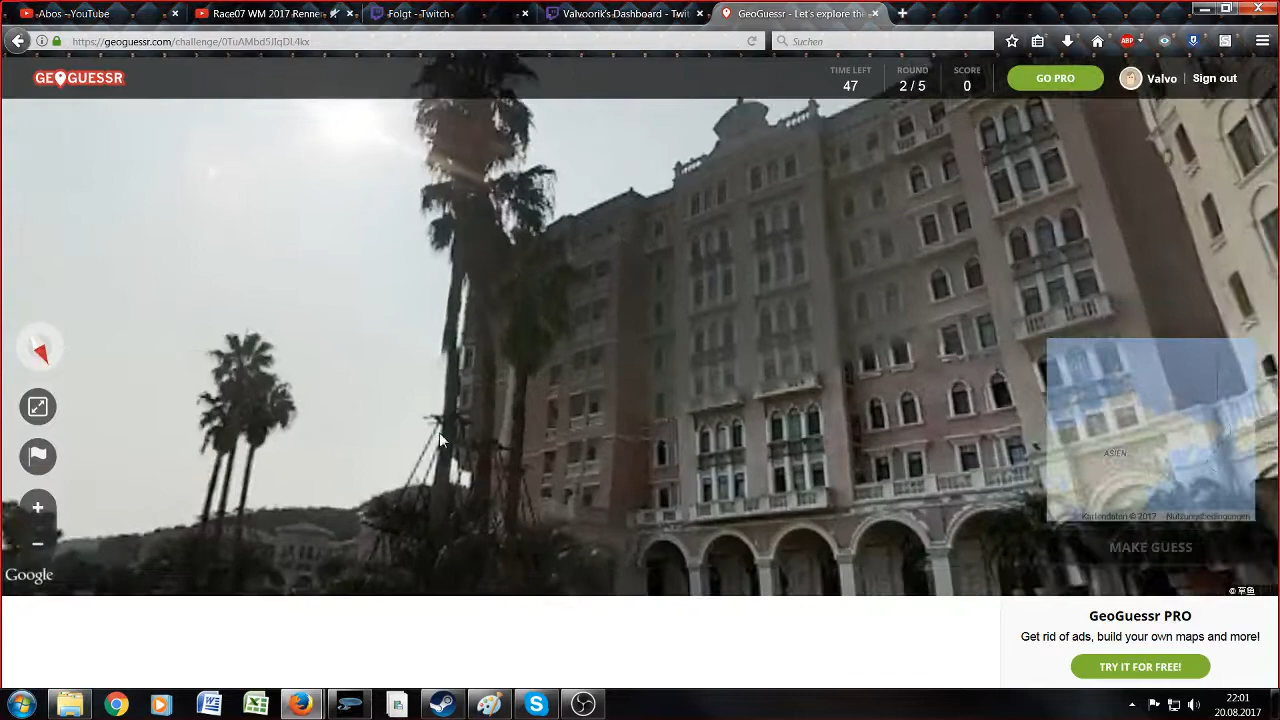 Abos -YouTube
Race07 WM 2017 Renne
Folgt - Twitch
Valvoorik's Dashboard - Twi
GeoGuessr - Let's explore the
https://geoguessr.com/challenge/0TuAMbd5JIqDL4kx
Suchen
ABP
GEOGUESSR
TIME LEFT
47
ROUND
2 / 5
SCORE
0
GO PRO
Valvo
Sign out
ASIEN
Kartendaten © 2017
Nutzungsbedingungen
MAKE GUESS
Google
GeoGuessr PRO
Get rid of ads, build your own maps and more!
TRY IT FOR FREE!
22:01
20.08.2017